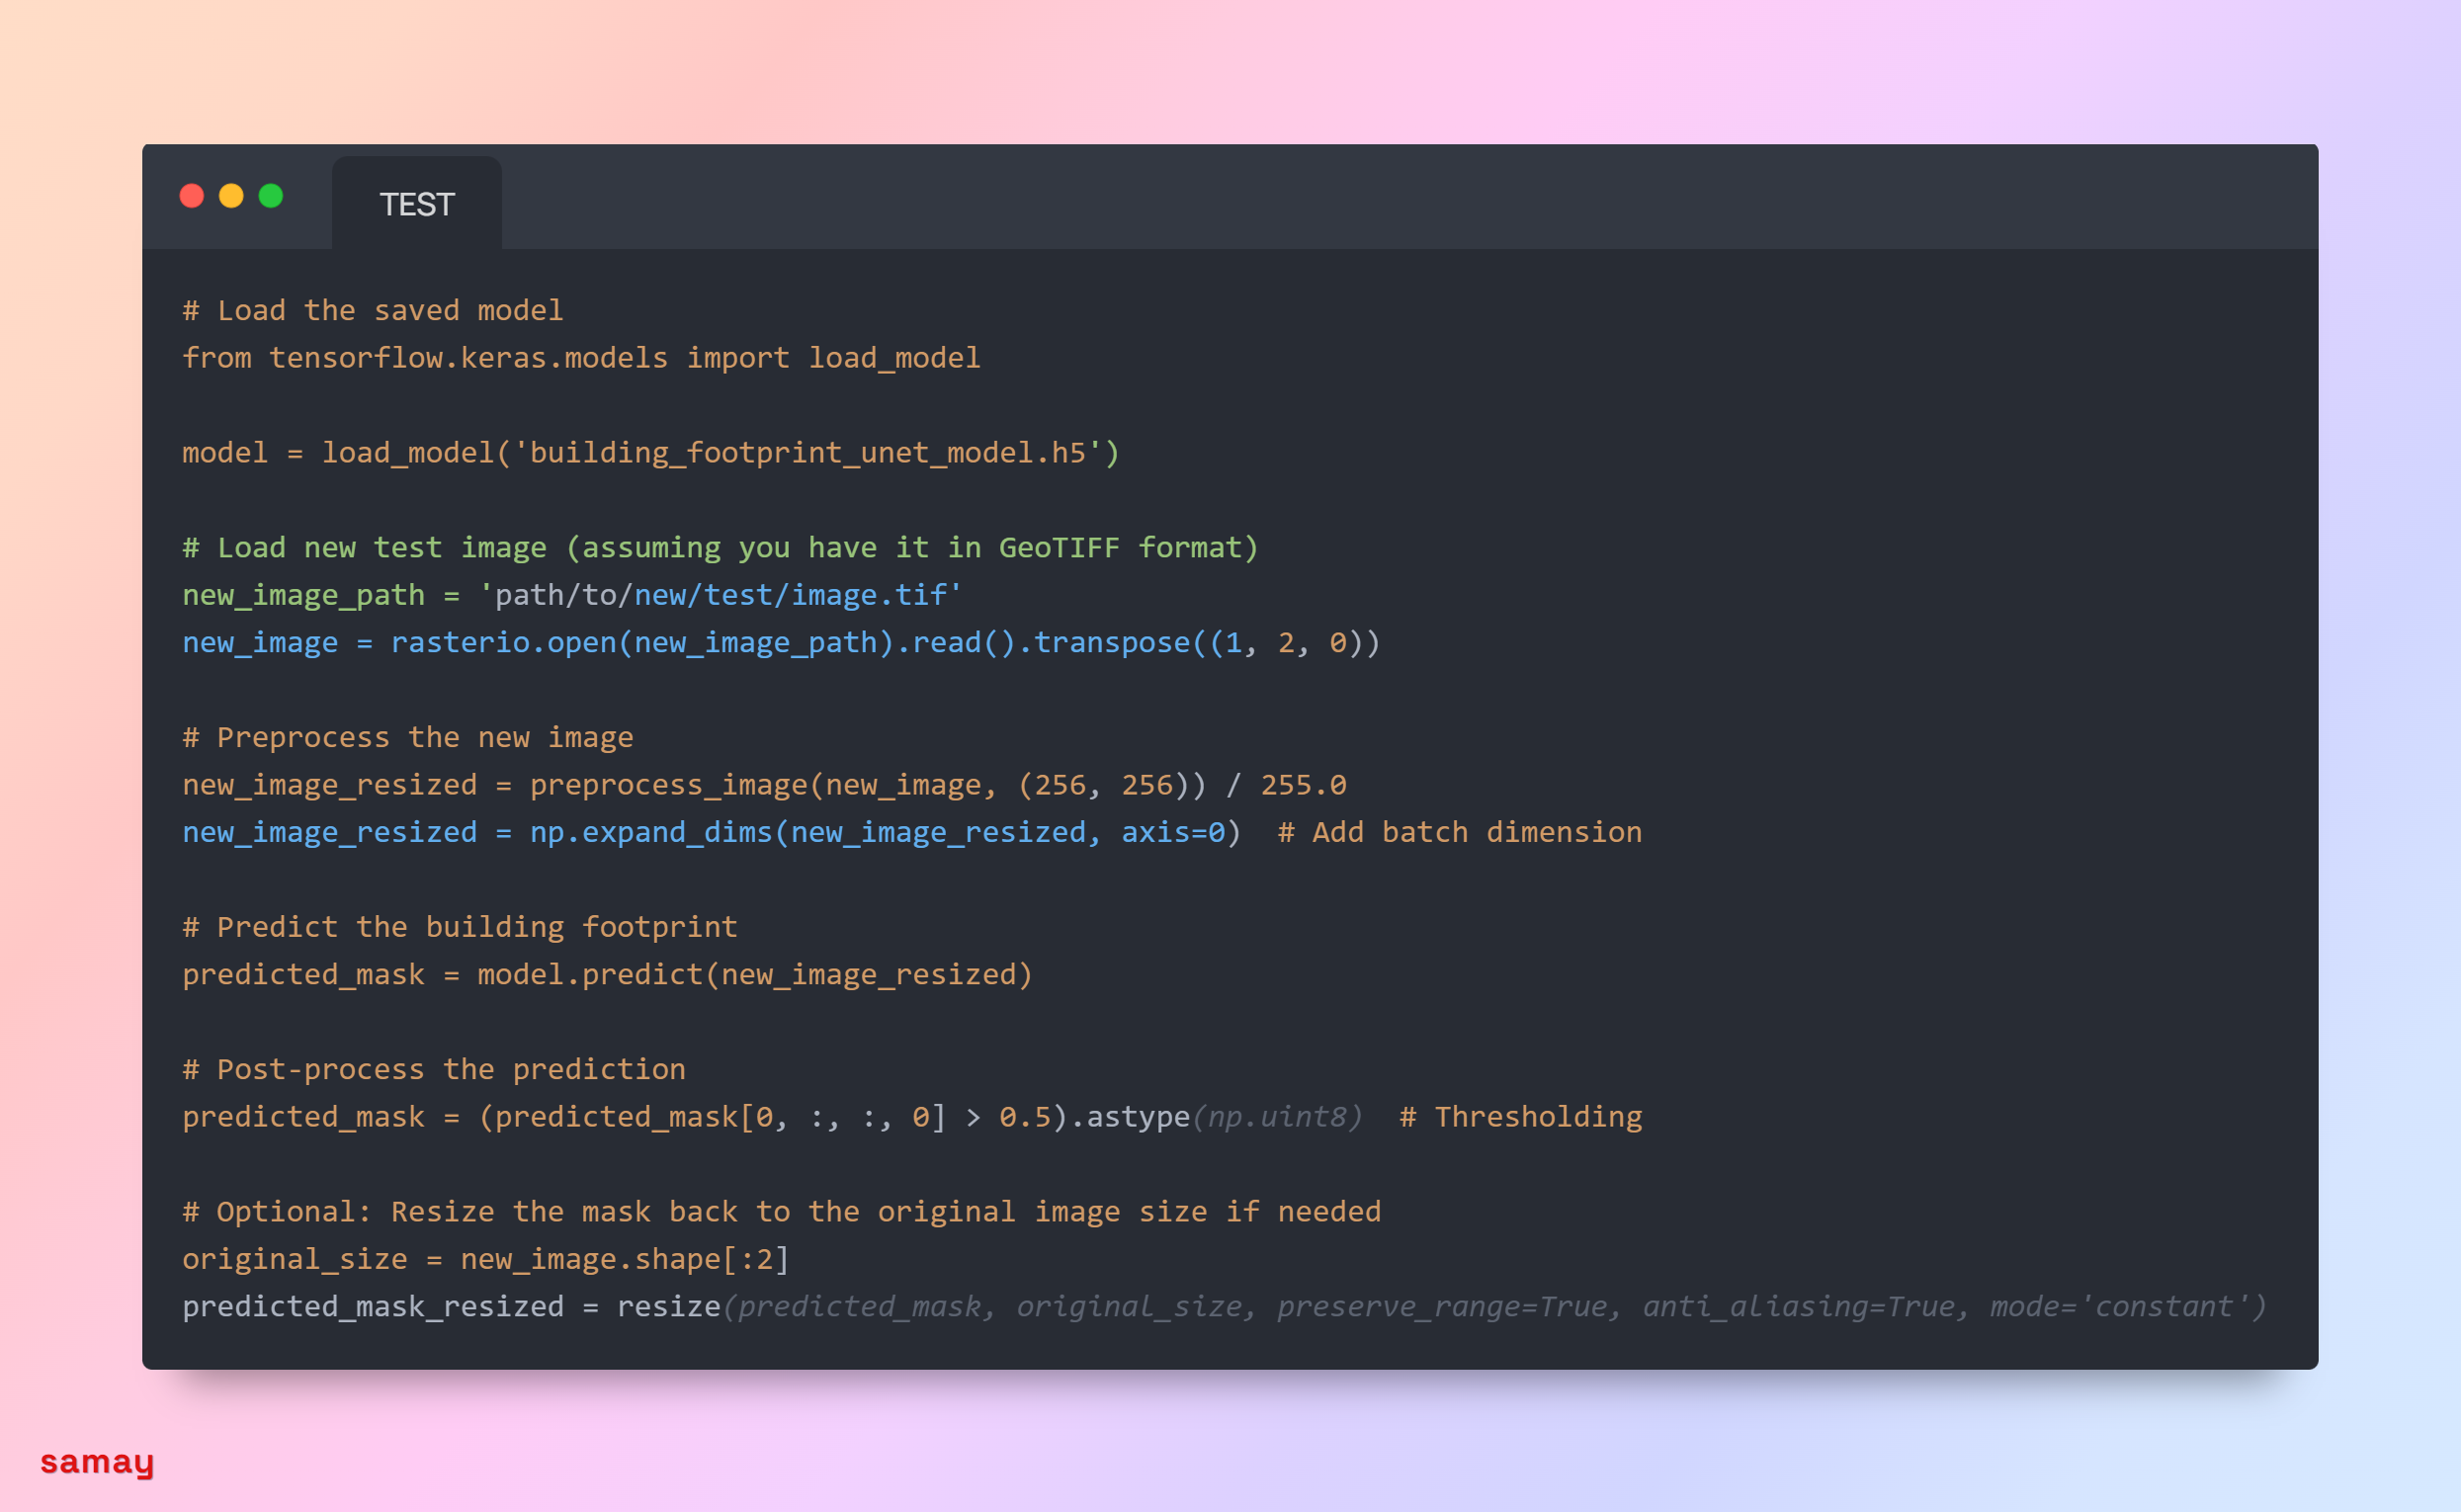 TEST
# Load the saved model
from tensorflow.keras.models import load_model
model = load_model('building_footprint_unet_model.h5')
# Load new test image (assuming you have it in GeoTIFF format)
new_image_path = 'path/to/new/test/image.tif'
new_image = rasterio.open(new_image_path).read().transpose((1, 2, 0))
# Preprocess the new image
new_image_resized = preprocess_image(new_image, (256, 256)) / 255.0
new_image_resized = np.expand_dims(new_image_resized, axis=0)  # Add batch dimension
# Predict the building footprint
predicted_mask = model.predict(new_image_resized)
# Post-process the prediction
predicted_mask = (predicted_mask[0, :, :, 0] > 0.5).astype(np.uint8)  # Thresholding
# Optional: Resize the mask back to the original image size if needed
original_size = new_image.shape[:2]
predicted_mask_resized = resize(predicted_mask, original_size, preserve_range=True, anti_aliasing=True, mode='constant')
samay